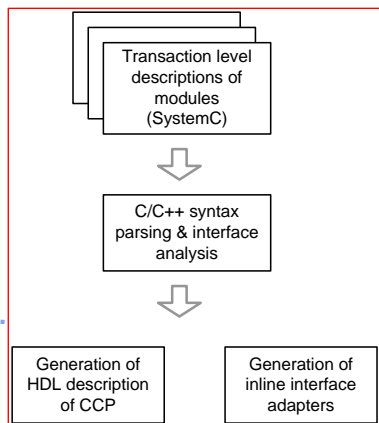 Transaction level
descriptions of
modules
(SystemC)
C/C++ syntax
parsing & interface
analysis
Generation of
HDL description
of CCP
Generation of
inline interface
adapters